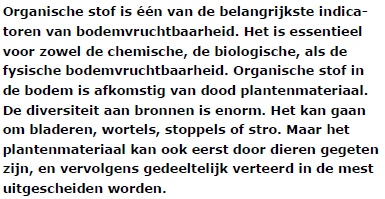 Organische stof is één van de belangrijkste indica-
toren van bodemvruchtbaarheid. Het is essentieel
voor zowel de chemische, de biologische, als de
fysische bodemvruchtbaarheid. Organische stof in
de bodem is afkomstig van dood plantenmateriaal.
De diversiteit aan bronnen is enorm. Het kan gaan
om bladeren, wortels, stoppels of stro. Maar het
plantenmateriaal kan ook eerst door dieren gegeten
zijn, en vervolgens gedeeltelijk verteerd in de mest
uitgescheiden worden.